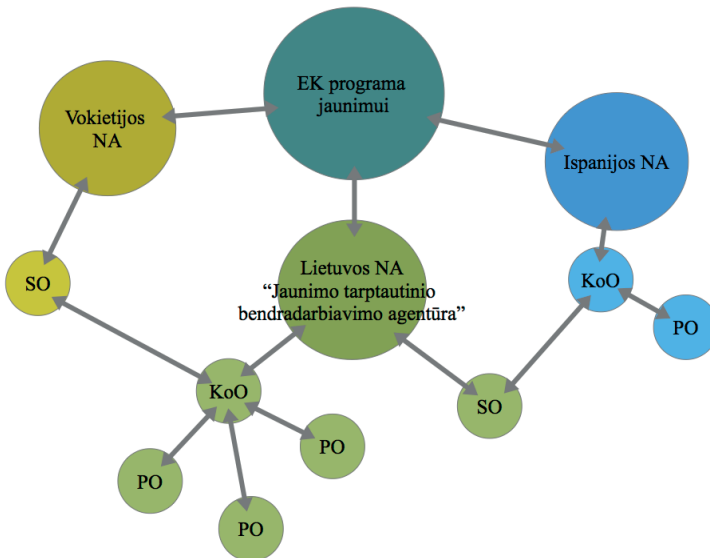 EK programa
jaunimui
Vokietijos
NA
Ispanijos NA
Lietuvos NA
“Jaunimo tarptautinio
bendradarbiavimo agentūra”
SO
KoO
PO
KoO
SO
PO
PO
PO